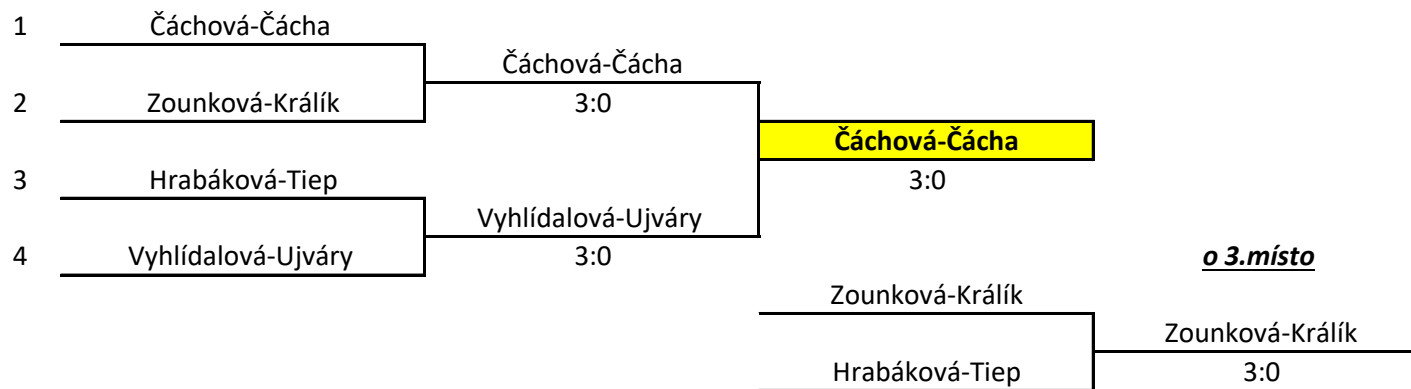 1 Čáchová-Čácha
Čáchová-Čácha
2 Zounková-Králík 3:0
Čáchová-Čácha
3 Hrabáková-Tiep 3:0
Vyhlídalová-Ujváry
4 Vyhlídalová-Ujváry 3:0 o 3.místo
Zounková-Králík
Zounková-Králík
Hrabáková-Tiep 3:0